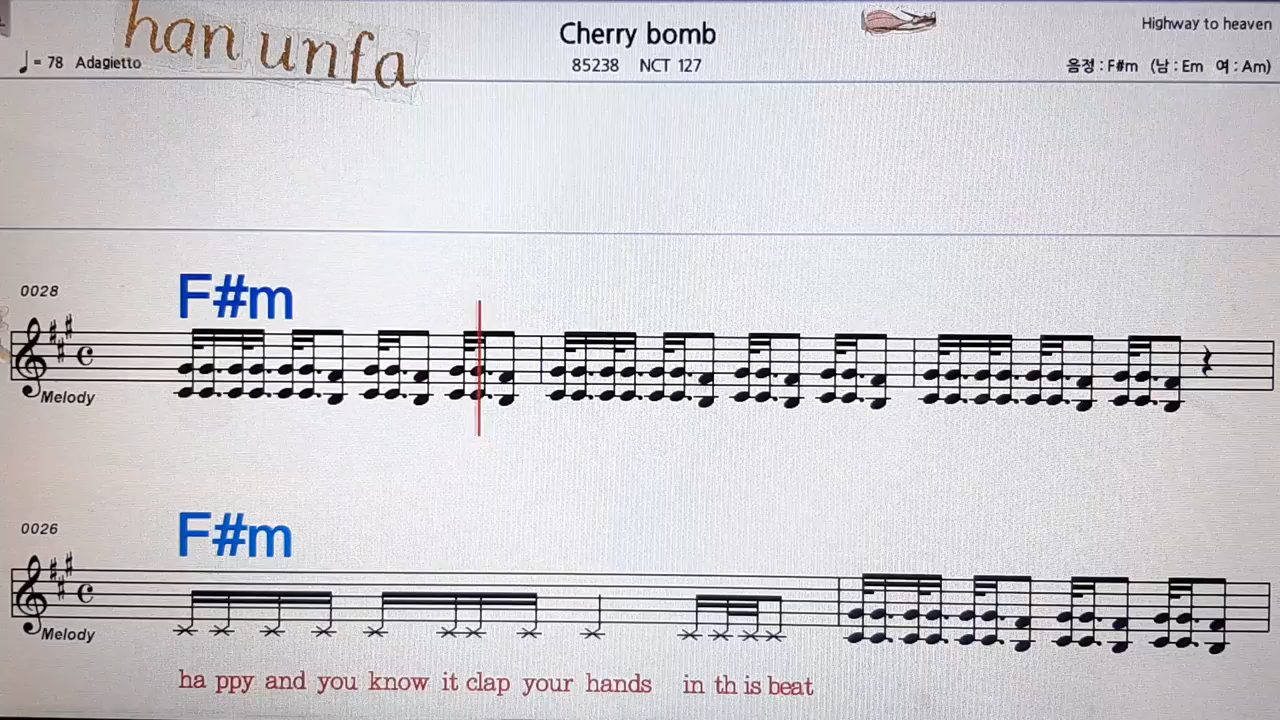 han unfa
Cherry bomb
Highway to heaven
♩= 78 Adagietto
85238 NCT 127
음정 : F#m (남 : Em 여 : Am)
0028
F#m
Melody
0026
F#m
Melody
ha ppy and you know it clap your hands in th is beat